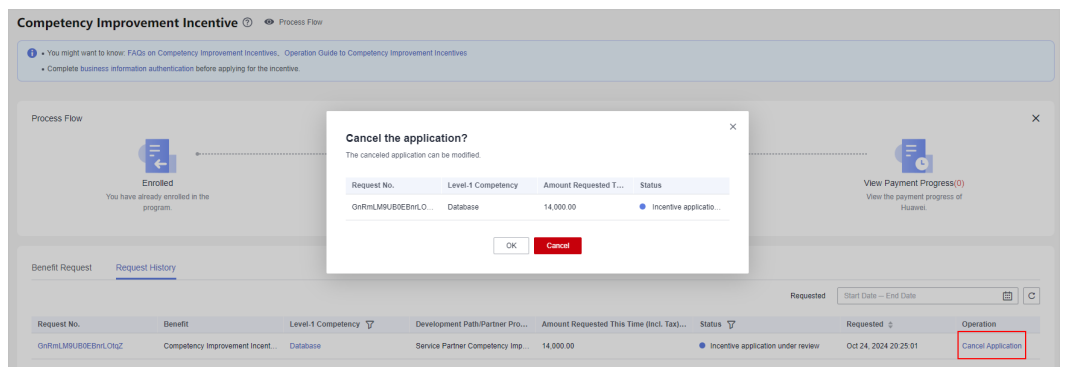 Competency Improvement Incentive Process Flow
• You might want to know: FAQs on Competency Improvement Incentives、 Operation Guide to Competency Improvement Incentives
• Complete business information authentication before applying for the incentive.
Process Flow
Enrolled
You have already enrolled in the
program.
View Payment Progress(0)
View the payment progress of
Huawei.
Cancel the application?
The canceled application can be modified.
Request No. Level-1 Competency Amount Requested T... Status
GnRmLM9UB0EBnrLO... Database 14,000.00 Incentive applicatio...
OK Cancel
Benefit Request Request History
Requested Start Date – End Date
Request No. Benefit Level-1 Competency Development Path/Partner Pro... Amount Requested This Time (Incl. Tax)... Status Requested Operation
GnRmLM9UB0EBnrLOtqZ Competency Improvement Incent... Database Service Partner Competency Imp... 14,000.00 Incentive application under review Oct 24, 2024 20:25:01 Cancel Application